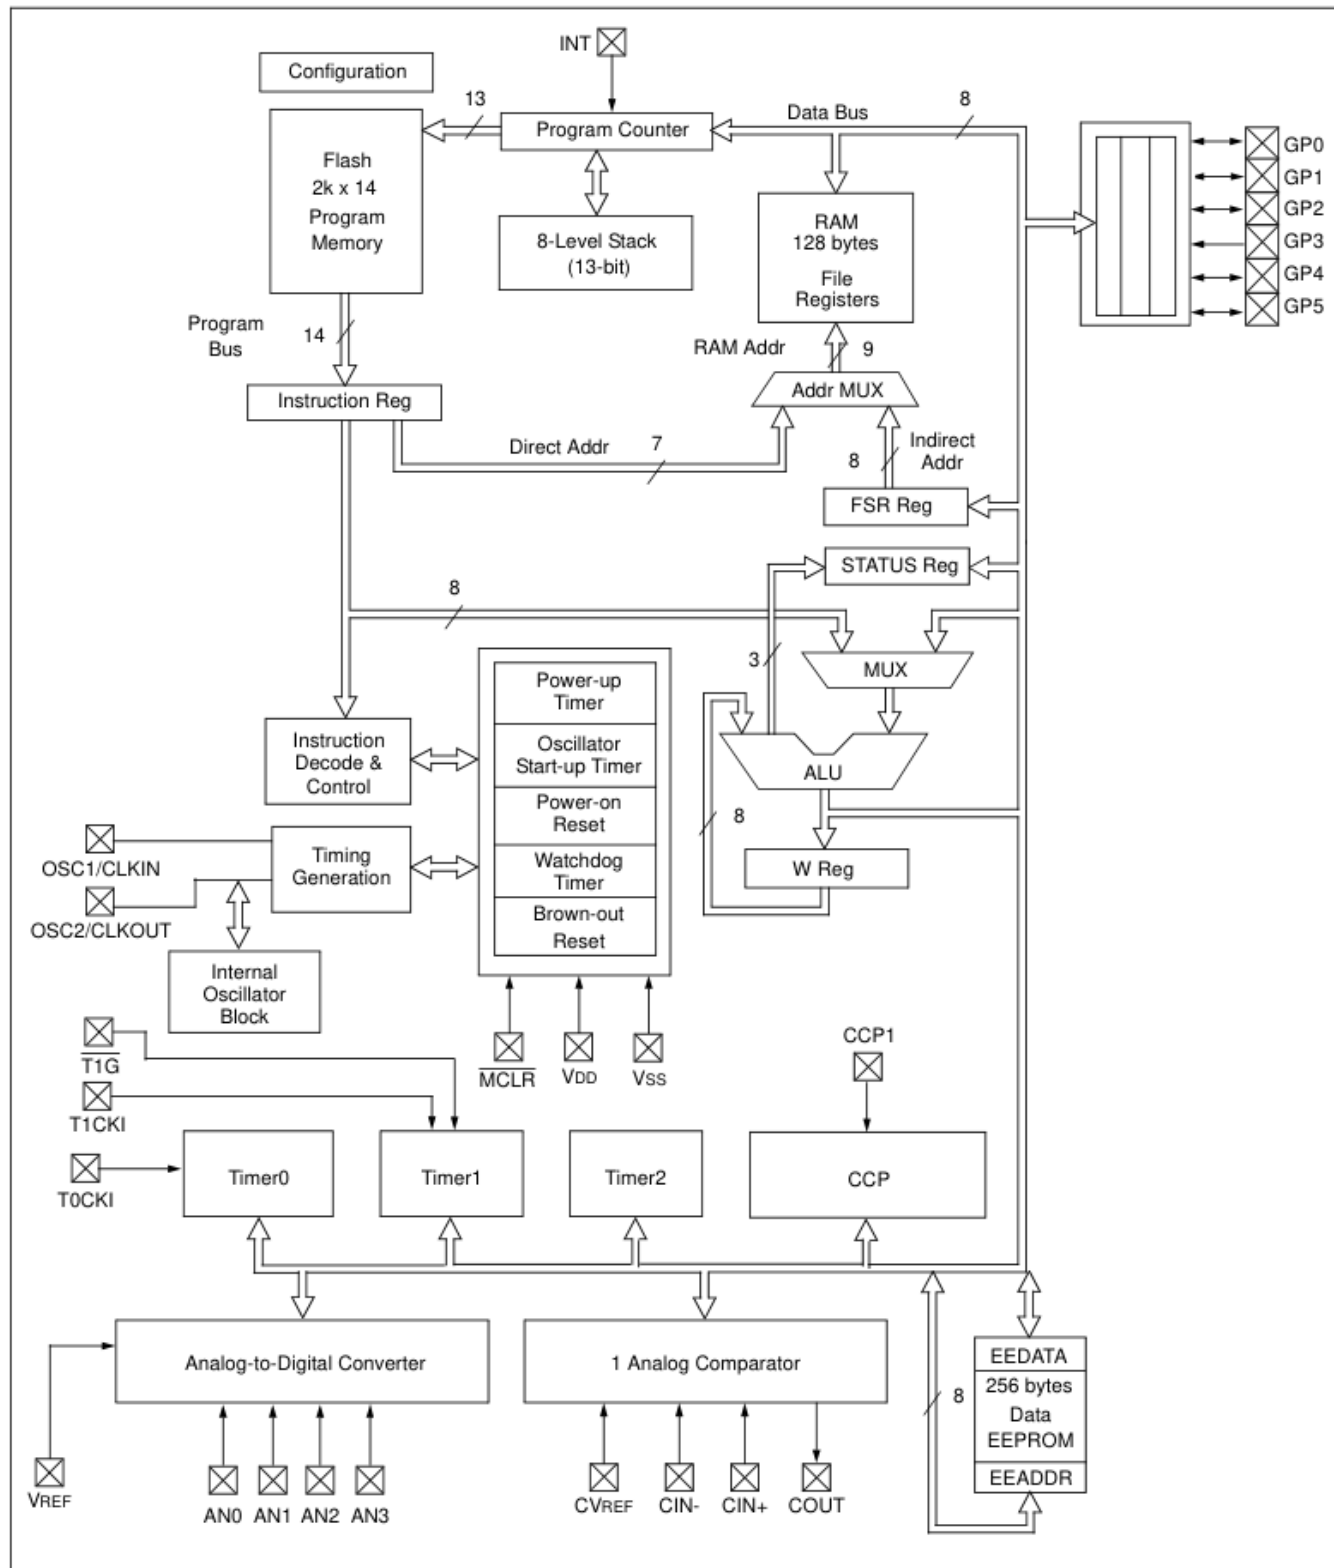 INT
Configuration
13
Program Counter
Data Bus
8
Flash
2k x 14
Program
Memory
8-Level Stack
(13-bit)
RAM
128 bytes
File
Registers
GP0
GP1
GP2
GP3
GP4
GP5
Program
Bus
14
RAM Addr
9
Addr MUX
Instruction Reg
Direct Addr
7
Indirect
Addr
8
FSR Reg
STATUS Reg
8
3
MUX
Power-up
Timer
Oscillator
Start-up Timer
Power-on
Reset
Watchdog
Timer
Brown-out
Reset
Instruction
Decode &
Control
ALU
8
W Reg
OSC1/CLKIN
Timing
Generation
OSC2/CLKOUT
Internal
Oscillator
Block
T1G
MCLR
VDD
VSS
CCP1
T1CKI
T0CKI
Timer0
Timer1
Timer2
CCP
Analog-to-Digital Converter
1 Analog Comparator
EEDATA
256 bytes
Data
EEPROM
EEADDR
8
VREF
AN0
AN1
AN2
AN3
CVREF
CIN-
CIN+
COUT